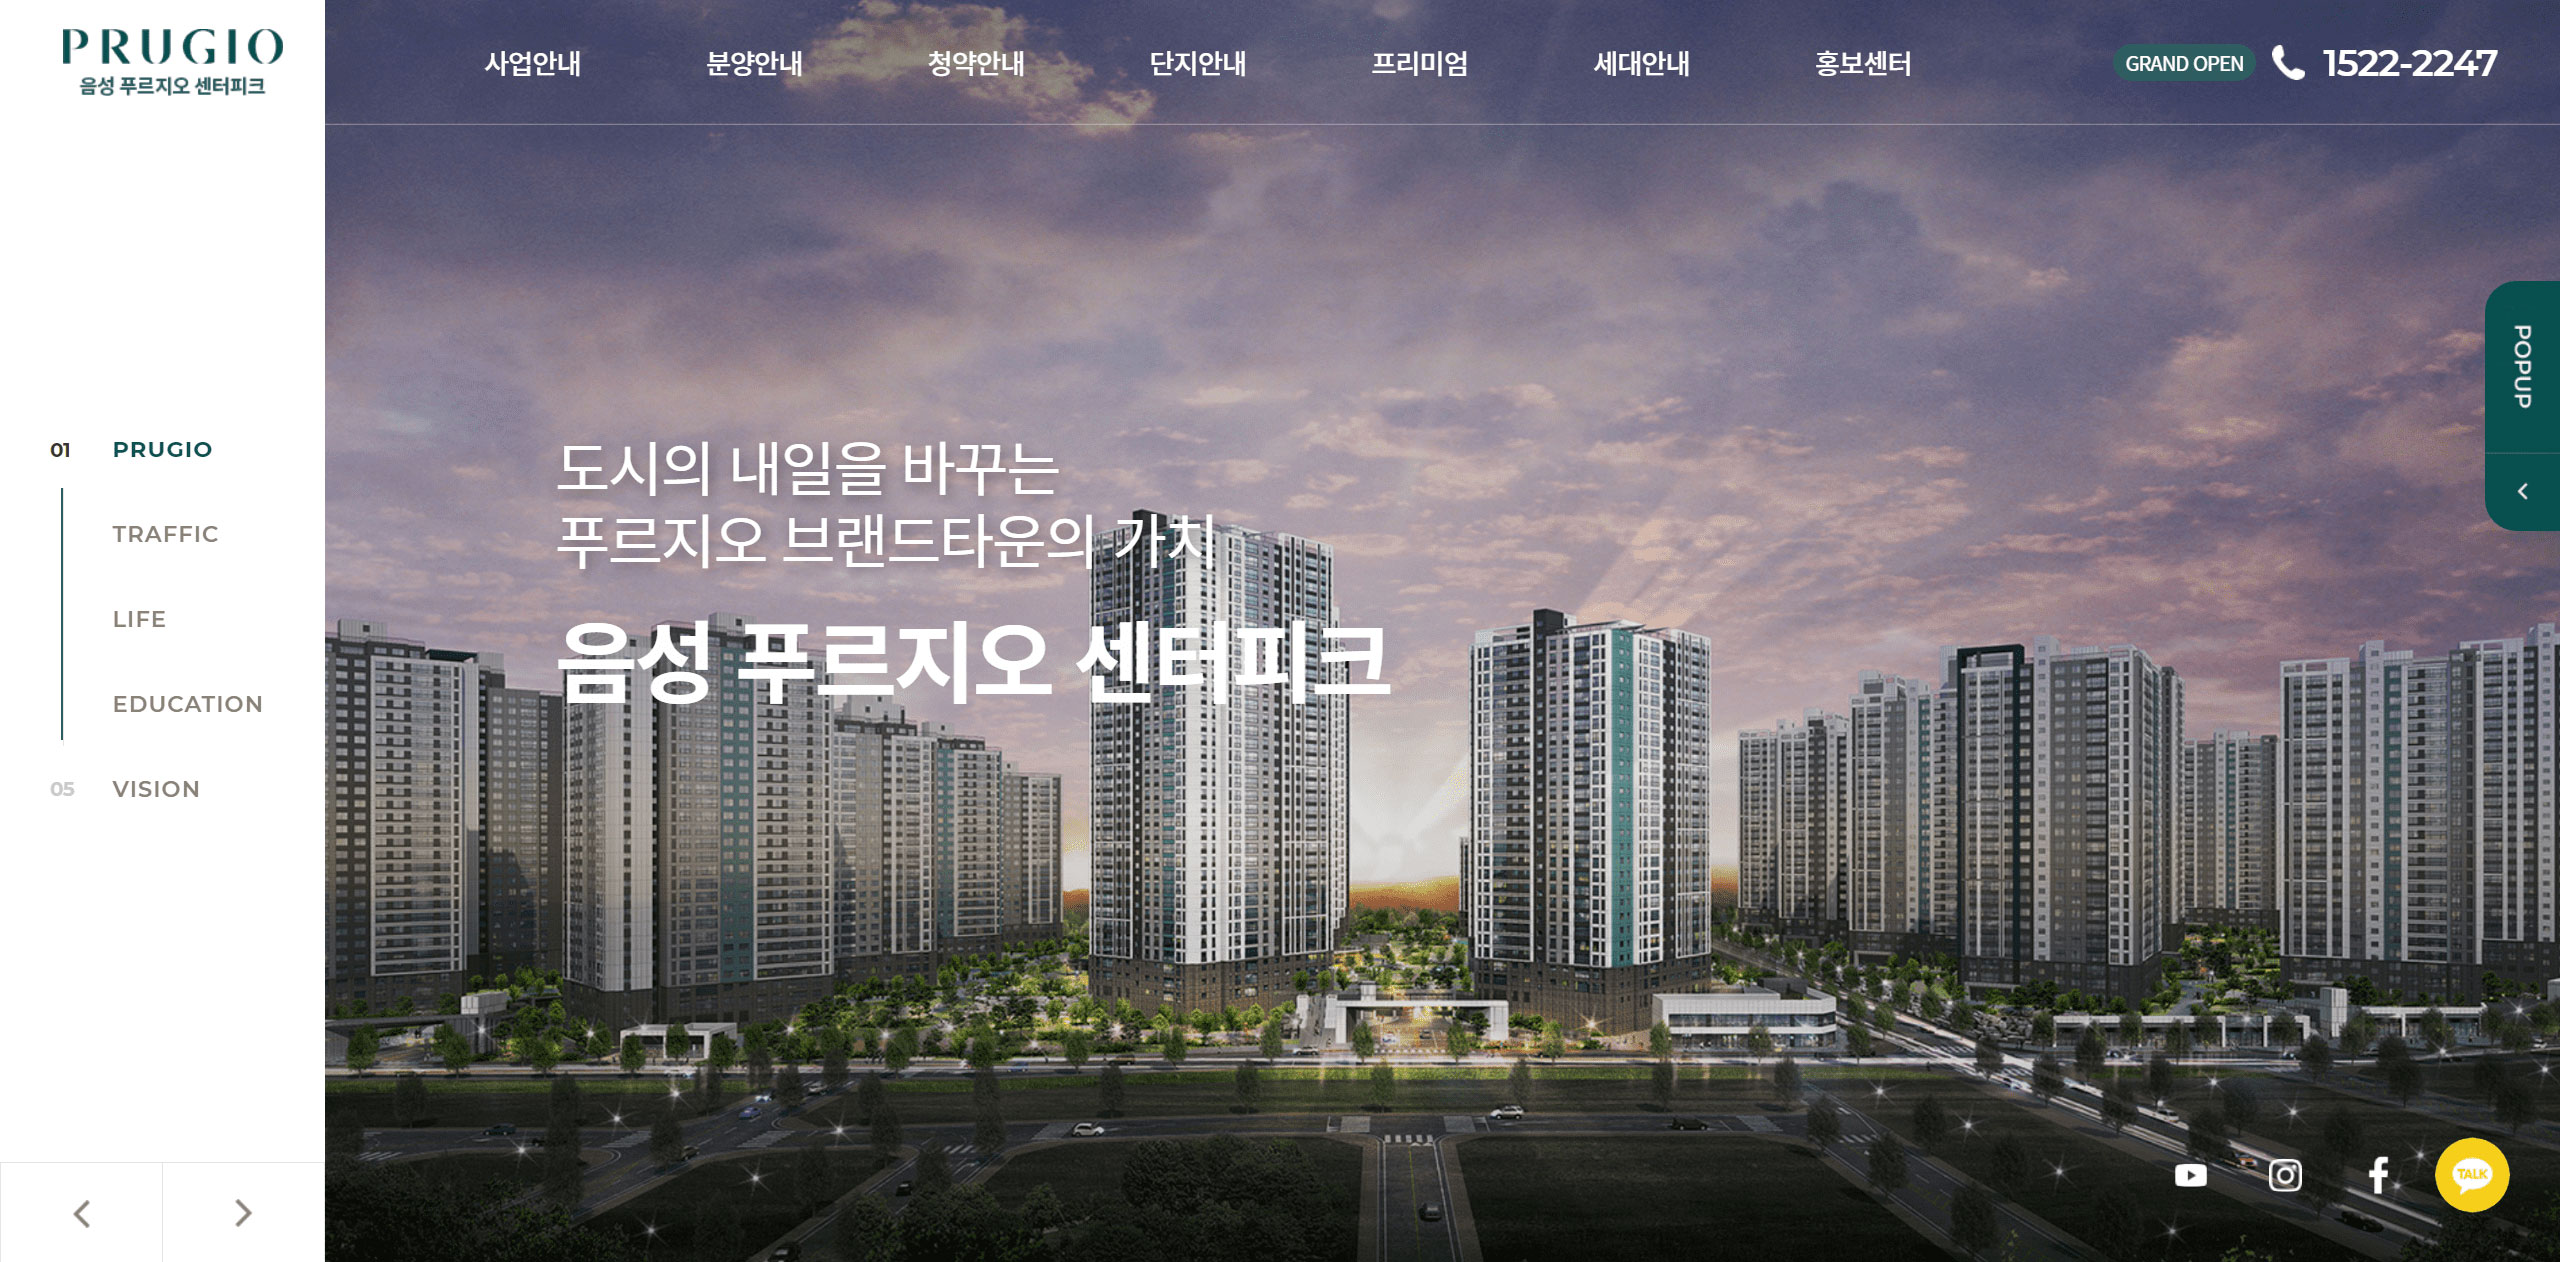 PRUGIO
음성 푸르지오 센터피크
사업안내
분양안내
청약안내
단지안내
프리미엄
세대안내
홍보센터
GRAND OPEN
1522-2247
POPUP
01 PRUGIO
TRAFFIC
LIFE
EDUCATION
05 VISION
도시의 내일을 바꾸는
푸르지오 브랜드타운의 가치
음성 푸르지오 센터피크
TALK